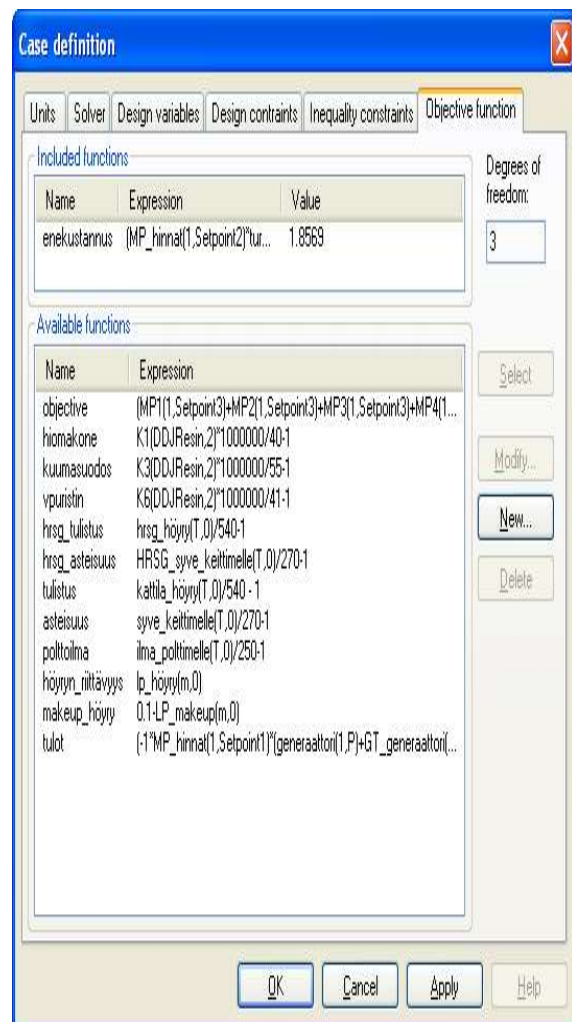 Case definition
Units Solver Design variables Design contraints Inequality constraints Objective function
Included functions
Name Expression Value
enekustannus (MP_hinnat(1,Setpoint2)*tur... 1.8569
Degrees of
freedom:
3
Available functions
Name Expression
objective (MP1(1,Setpoint3)+MP2(1,Setpoint3)+MP3(1,Setpoint3)+MP4(1...
hiomakone K1(DDJResin,2)*1000000/40-1
kuumasuodos K3(DDJResin,2)*1000000/55-1
vpuristin K6(DDJResin,2)*1000000/41-1
hrsg_tulistus hrsg_höyry(T,0)/540-1
hrsg_asteisuus HRSG_syve_keittimelle(T,0)/270-1
tulistus kattila_höyry(T,0)/540 - 1
asteisuus syve_keittimelle(T,0)/270-1
polttoilma ilma_polttimelle(T,0)/250-1
höyryn_riittävyys lp_höyry(m,0)
makeup_höyry 0.1-LP_makeup(m,0)
tulot (-1*MP_hinnat(1,Setpoint1)*(generaattori(1,P)+GT_generaattori(...
Select
Modify...
New...
Delete
OK Cancel Apply Help